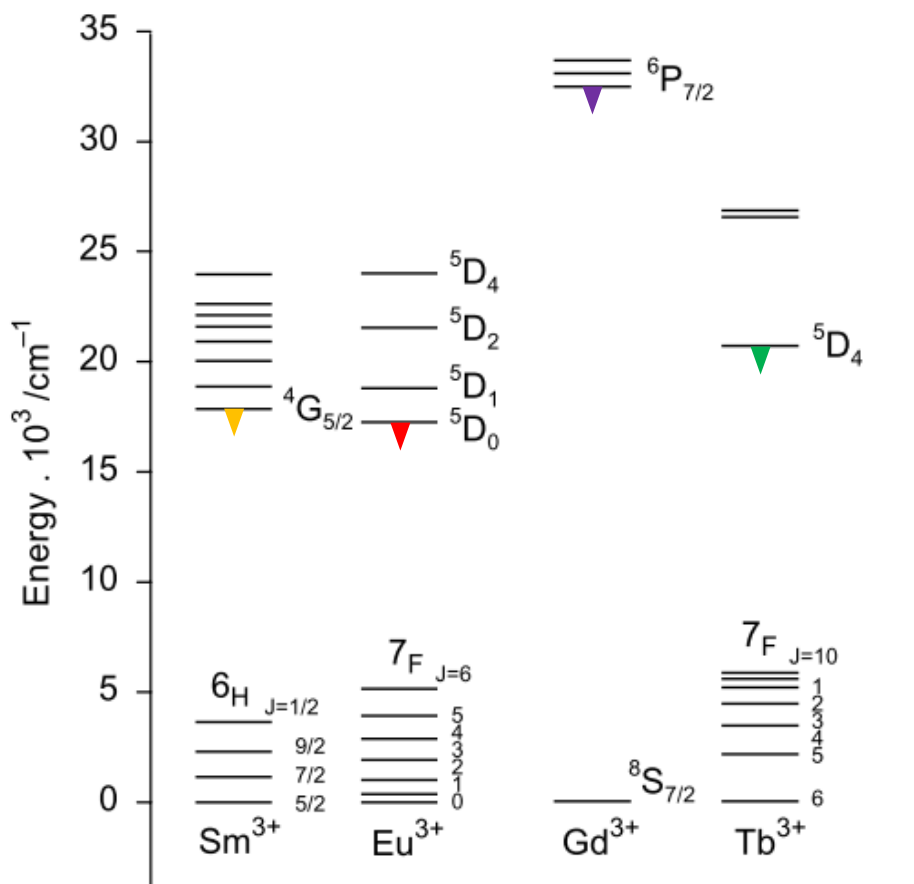 35
30
25
20
15
10
5
0
Energy . 10³ /cm⁻¹
⁶P₇/₂
⁵D₄
⁵D₂
⁵D₁
⁵D₀
⁴G₅/₂
⁵D₄
6H J=1/2
9/2
7/2
5/2
7F J=6
5
4
3
2
1
0
⁸S₇/₂
7F J=10
1
2
3
4
5
6
Sm³⁺ Eu³⁺ Gd³⁺ Tb³⁺